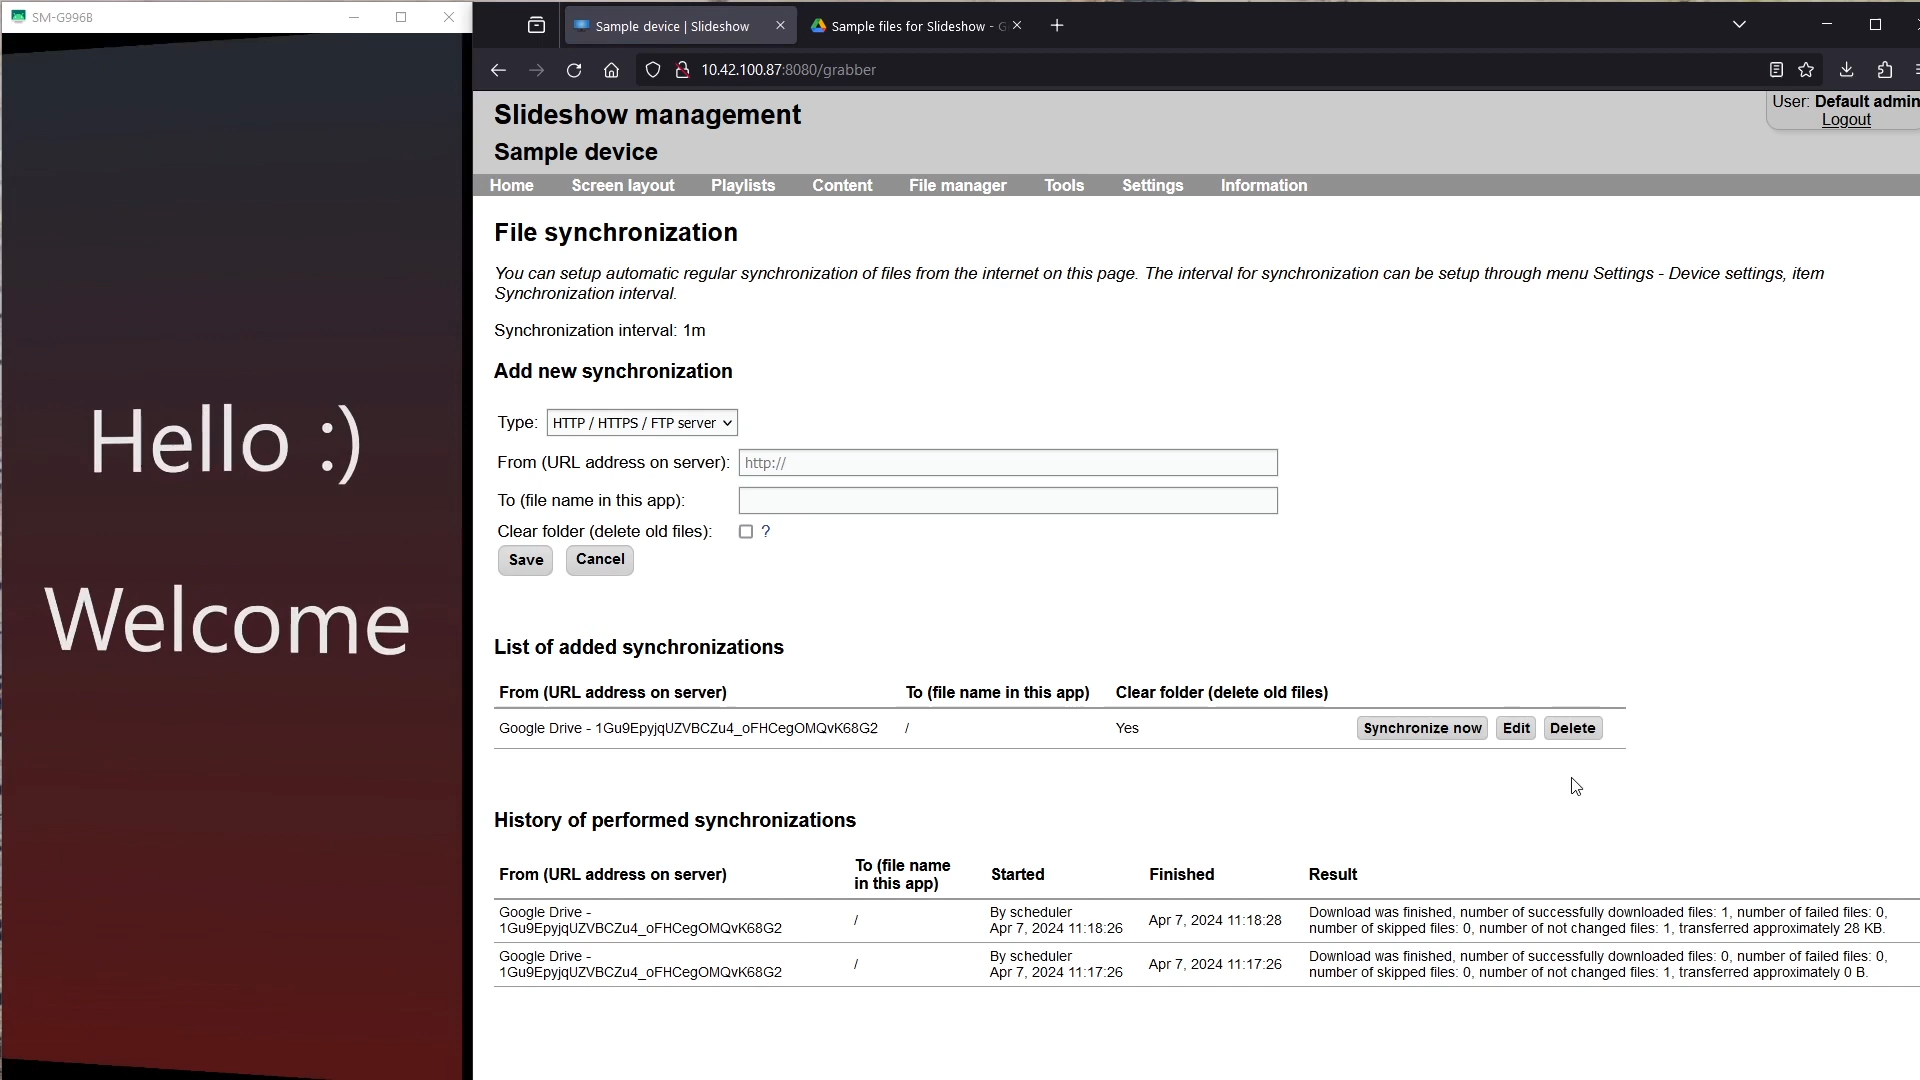 SM-G996B
Hello :)
Welcome
Sample device | Slideshow
Sample files for Slideshow - G
10.42.100.87:8080/grabber
Slideshow management
User: Default admin
Logout
Sample device
Home Screen layout Playlists Content File manager Tools Settings Information
File synchronization
You can setup automatic regular synchronization of files from the internet on this page. The interval for synchronization can be setup through menu Settings - Device settings, item
Synchronization interval.
Synchronization interval: 1m
Add new synchronization
Type: HTTP / HTTPS / FTP server
From (URL address on server): http://
To (file name in this app):
Clear folder (delete old files): ?
Save Cancel
List of added synchronizations
From (URL address on server) To (file name in this app) Clear folder (delete old files)
Google Drive - 1Gu9EpyjqUZVBCZu4_oFHCegOMQvK68G2 / Yes Synchronize now Edit Delete
History of performed synchronizations
From (URL address on server) To (file name in this app) Started Finished Result
Google Drive - 1Gu9EpyjqUZVBCZu4_oFHCegOMQvK68G2 / By scheduler Apr 7, 2024 11:18:26 Apr 7, 2024 11:18:28 Download was finished, number of successfully downloaded files: 1, number of failed files: 0, number of skipped files: 0, number of not changed files: 1, transferred approximately 28 KB.
Google Drive - 1Gu9EpyjqUZVBCZu4_oFHCegOMQvK68G2 / By scheduler Apr 7, 2024 11:17:26 Apr 7, 2024 11:17:26 Download was finished, number of successfully downloaded files: 0, number of failed files: 0, number of skipped files: 0, number of not changed files: 1, transferred approximately 0 B.